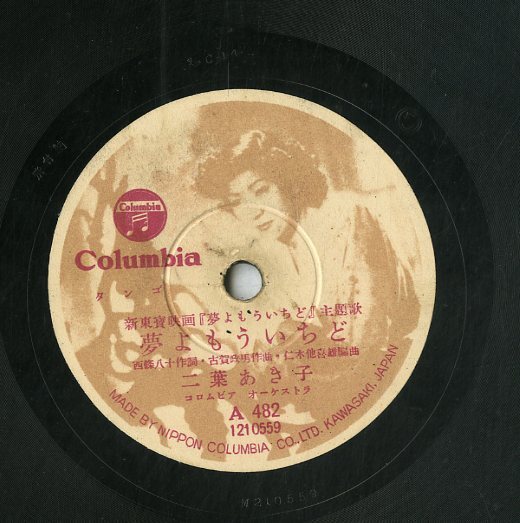 Columbia
Columbia
タンゴ
新東寶映画『夢よもういちど』主題歌
夢よもういちど
西條八十作詞・古賀政男作曲・仁木他喜雄編曲
二葉あき子
コロムビア オーケストラ
A 482
1210559
MADE BY NIPPON COLUMBIA CO., LTD. KAWASAKI, JAPAN
M210559